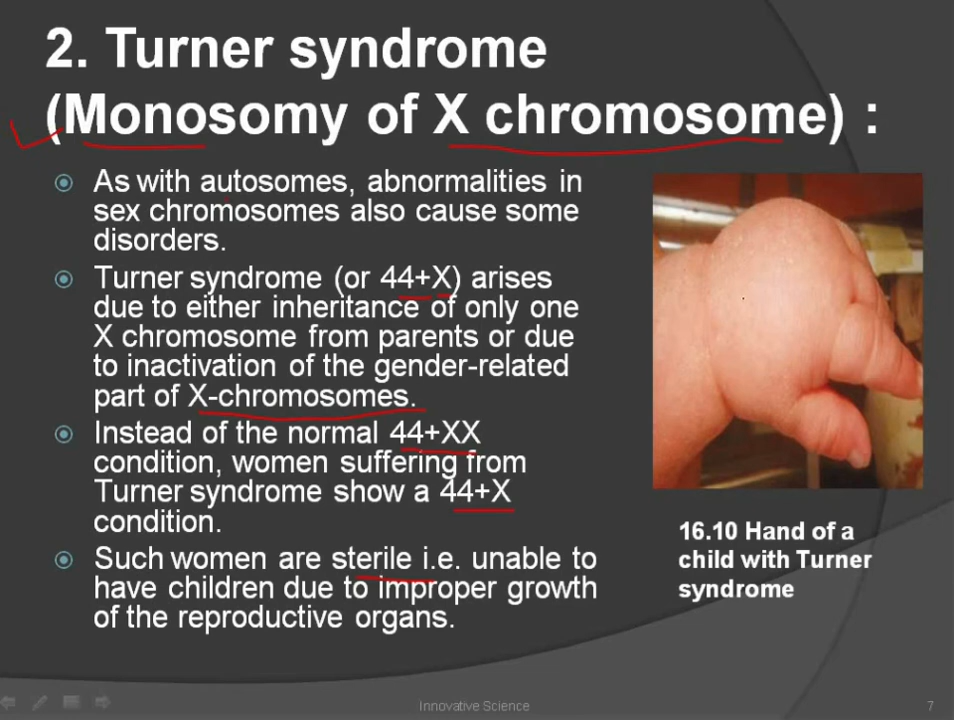 2. Turner syndrome
(Monosomy of X chromosome) :
As with autosomes, abnormalities in
sex chromosomes also cause some
disorders.
Turner syndrome (or 44+X) arises
due to either inheritance of only one
X chromosome from parents or due
to inactivation of the gender-related
part of X-chromosomes.
Instead of the normal 44+XX
condition, women suffering from
Turner syndrome show a 44+X
condition.
Such women are sterile i.e. unable to
have children due to improper growth
of the reproductive organs.
16.10 Hand of a
child with Turner
syndrome
Innovative Science
7